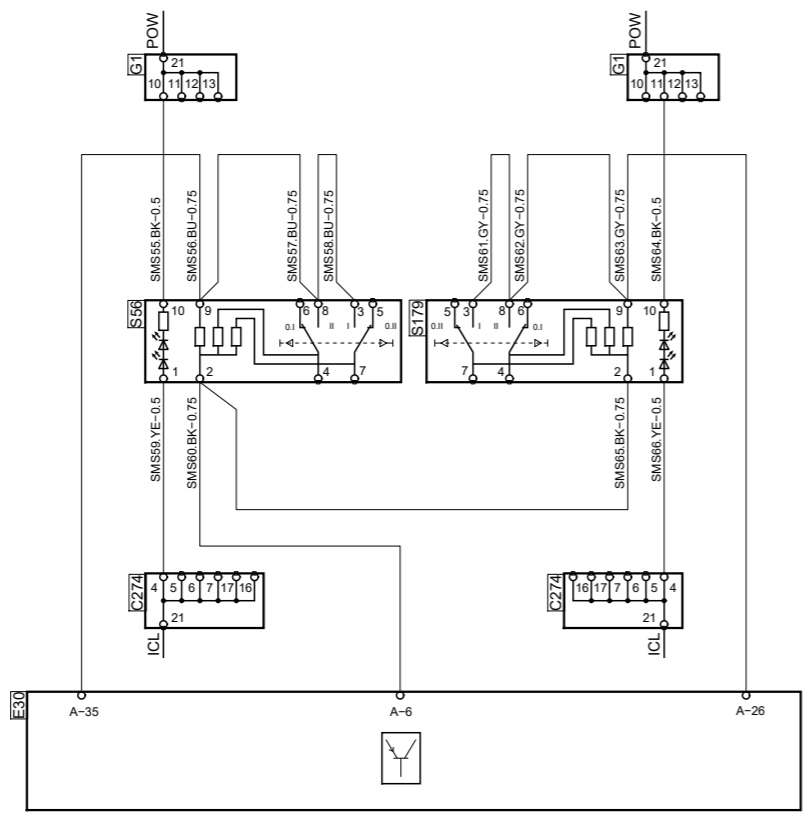 POW POW
G1 21 G1 21
10 11 12 13 10 11 12 13
SMS55.BK−0.5 SMS56.BU−0.75 SMS57.BU−0.75 SMS58.BU−0.75 SMS61.GY−0.75 SMS62.GY−0.75 SMS63.GY−0.75 SMS64.BK−0.5
S56 10 9 6 8 3 5 S179 5 3 8 6 9 10
0.I II I 0.II 0.II I II 0.I
1 2 4 7 7 4 2 1
SMS59.YE−0.5 SMS60.BK−0.75 SMS65.BK−0.75 SMS66.YE−0.5
C274 4 5 6 7 17 16 C274 16 17 7 6 5 4
21 21
ICL ICL
E30
A−35 A−6 A−26